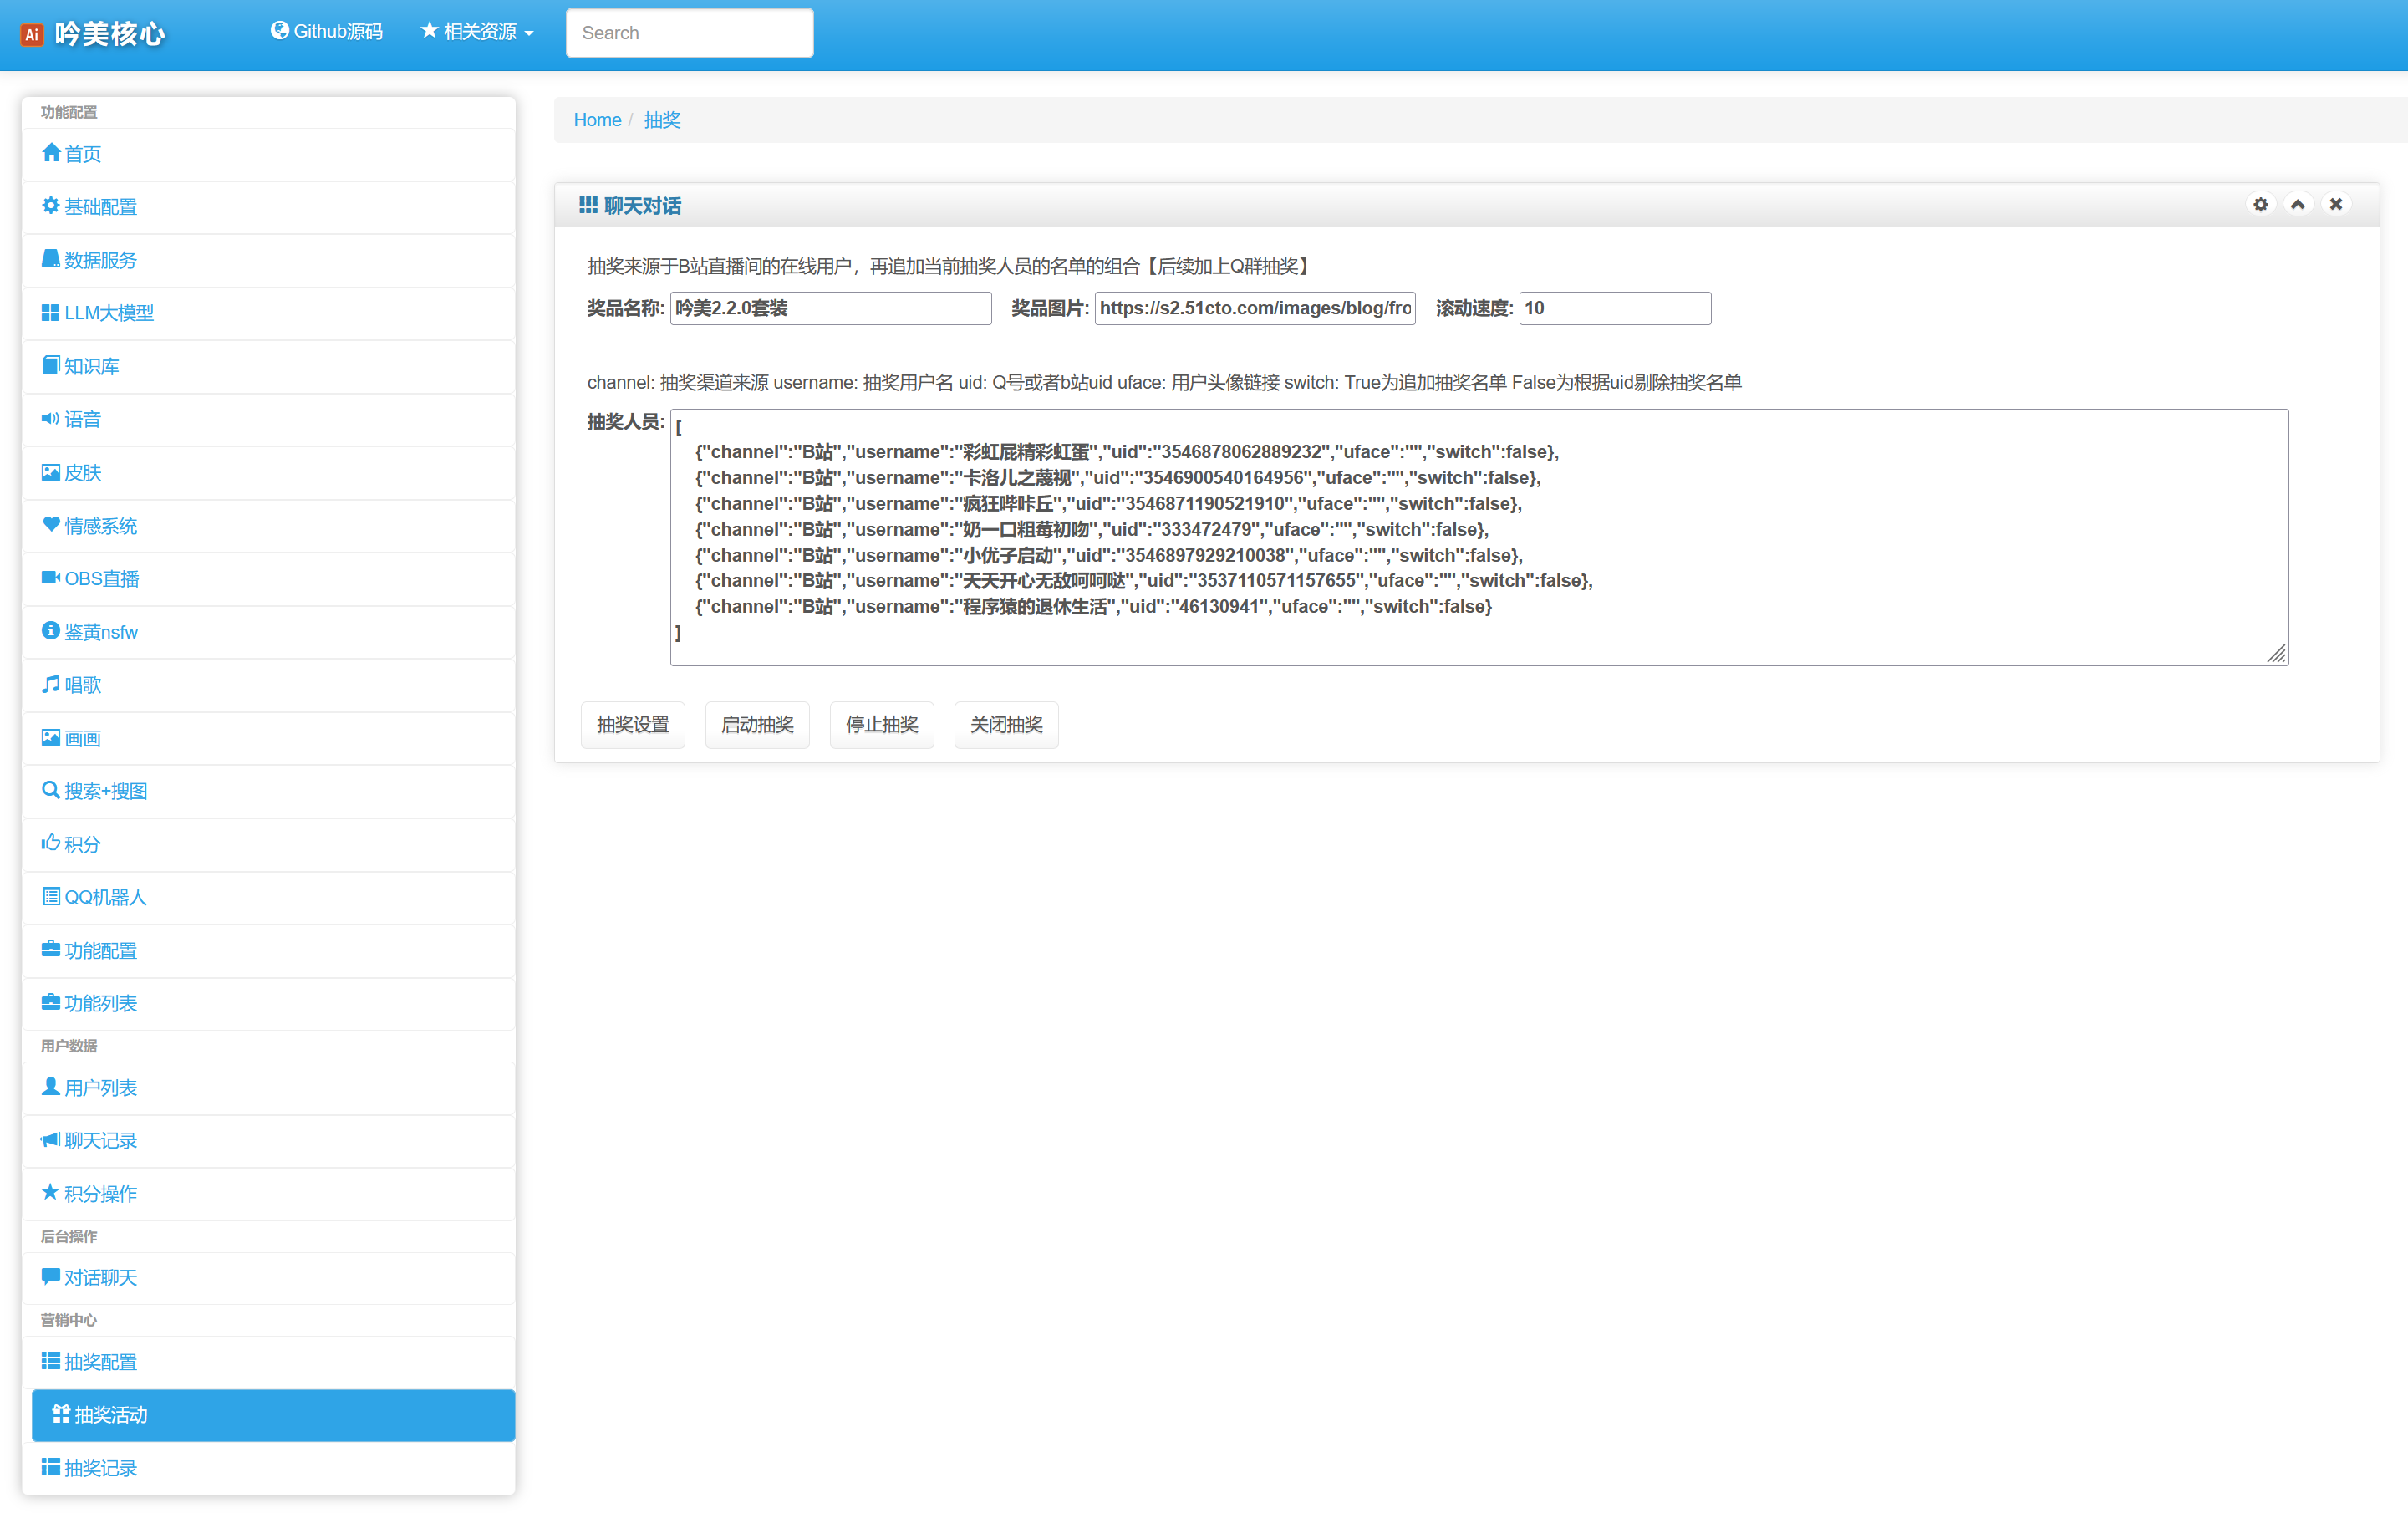 Ai 吟美核心
Github源码
相关资源
Search
功能配置
首页
基础配置
数据服务
LLM大模型
知识库
语音
皮肤
情感系统
OBS直播
鉴黄nsfw
唱歌
画画
搜索+搜图
积分
QQ机器人
功能配置
功能列表
用户数据
用户列表
聊天记录
积分操作
后台操作
对话聊天
营销中心
抽奖配置
抽奖活动
抽奖记录
Home / 抽奖
聊天对话
抽奖来源于B站直播间的在线用户，再追加当前抽奖人员的名单的组合【后续加上Q群抽奖】
奖品名称: 吟美2.2.0套装 奖品图片: https://s2.51cto.com/images/blog/fro 滚动速度: 10
channel: 抽奖渠道来源 username: 抽奖用户名 uid: Q号或者b站uid uface: 用户头像链接 switch: True为追加抽奖名单 False为根据uid剔除抽奖名单
抽奖人员: [
{"channel":"B站","username":"彩虹屁精彩虹蛋","uid":"3546878062889232","uface":"","switch":false},
{"channel":"B站","username":"卡洛儿之蔑视","uid":"3546900540164956","uface":"","switch":false},
{"channel":"B站","username":"疯狂哔咔丘","uid":"3546871190521910","uface":"","switch":false},
{"channel":"B站","username":"奶一口粗莓初吻","uid":"333472479","uface":"","switch":false},
{"channel":"B站","username":"小优子启动","uid":"3546897929210038","uface":"","switch":false},
{"channel":"B站","username":"天天开心无敌呵呵哒","uid":"3537110571157655","uface":"","switch":false},
{"channel":"B站","username":"程序猿的退休生活","uid":"46130941","uface":"","switch":false}
]
抽奖设置 启动抽奖 停止抽奖 关闭抽奖